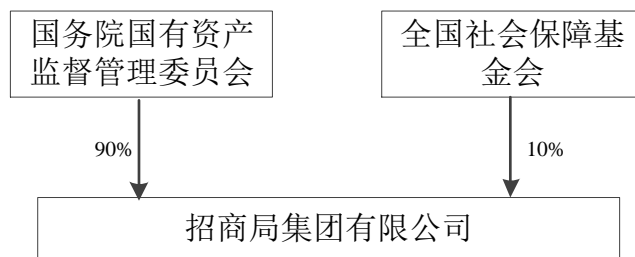 国务院国有资产
监督管理委员会
全国社会保障基
金会
90%
10%
招商局集团有限公司